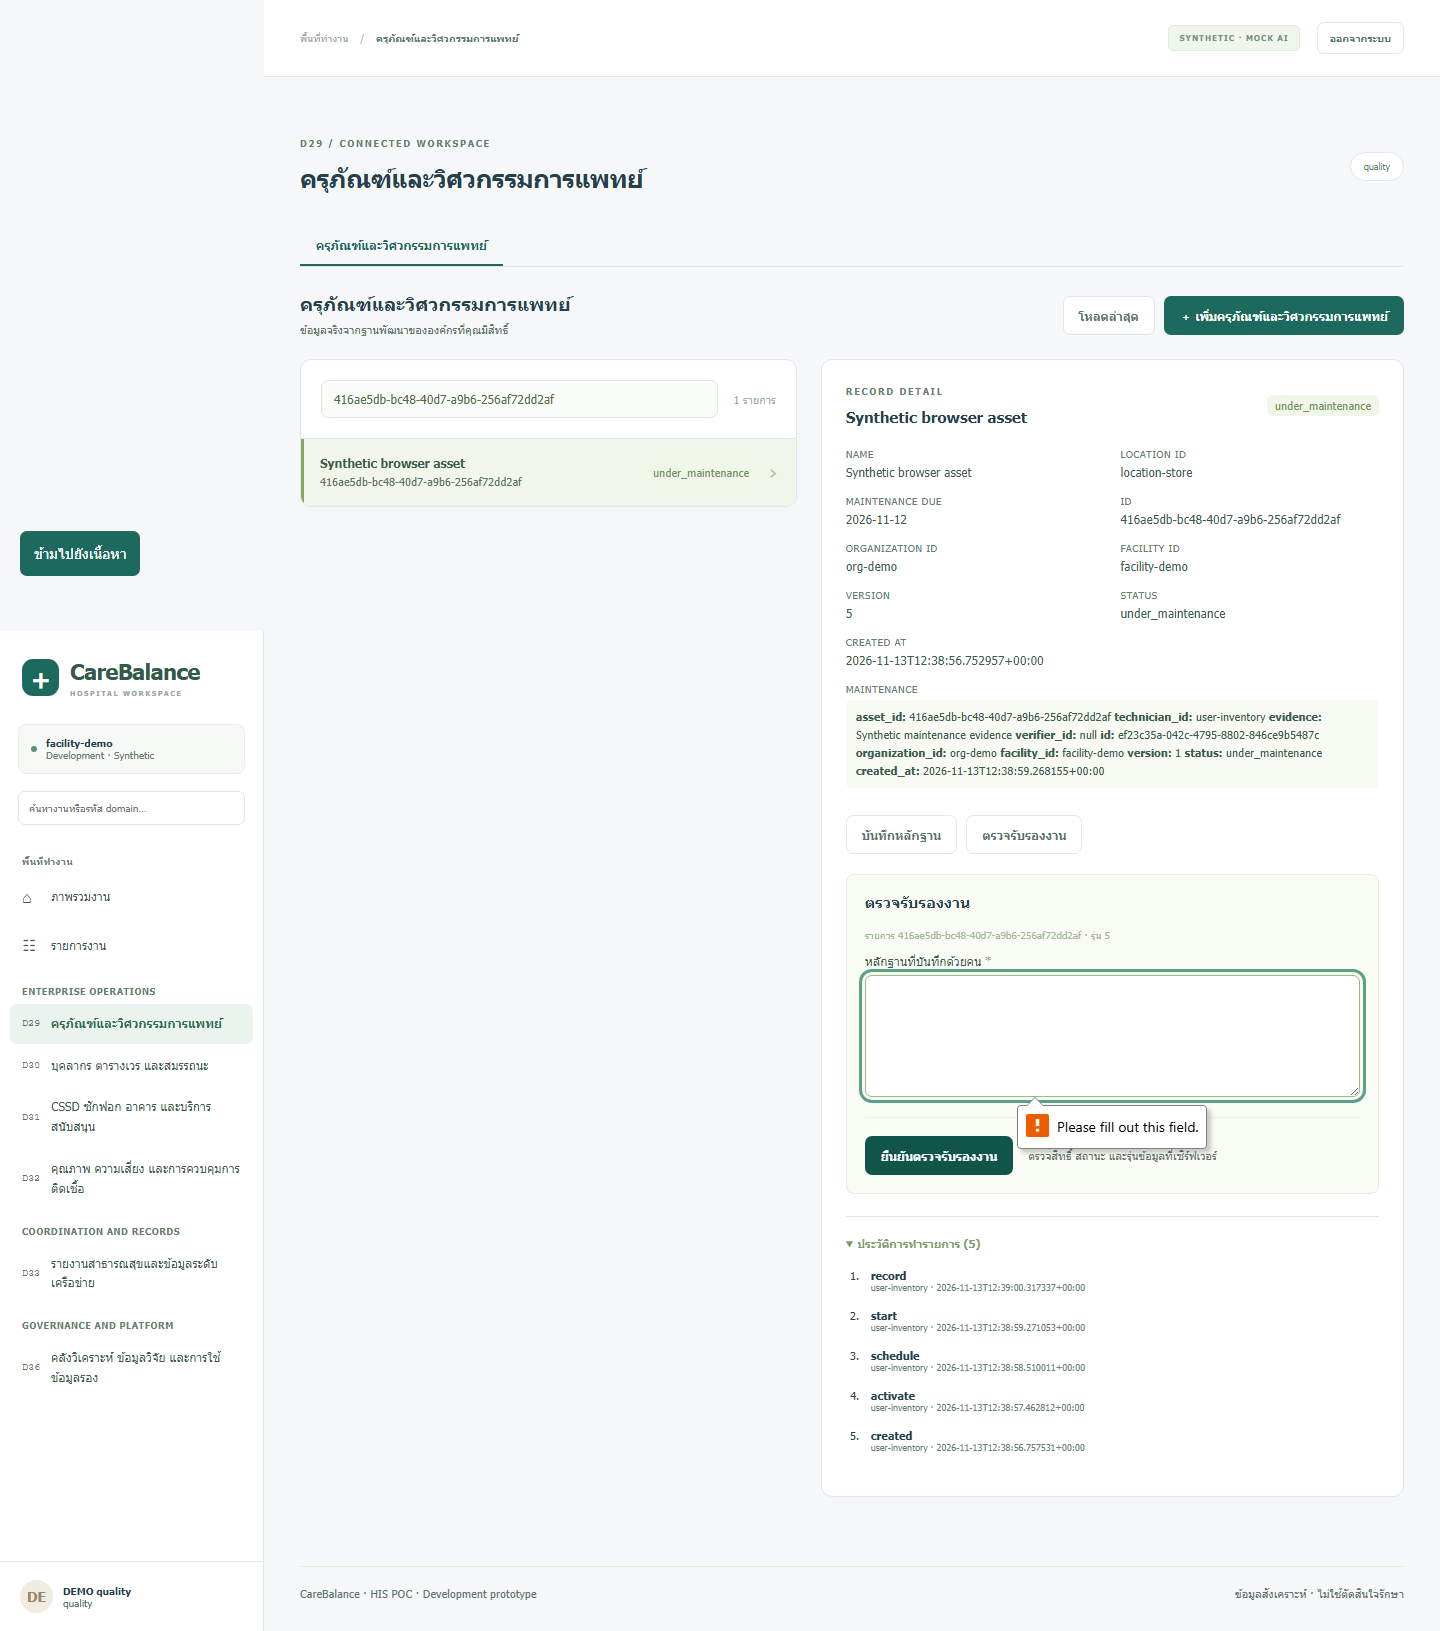 พื้นที่ทำงาน / ครุภัณฑ์และวิศวกรรมการแพทย์
SYNTHETIC · MOCK AI
ออกจากระบบ
D29 / CONNECTED WORKSPACE
ครุภัณฑ์และวิศวกรรมการแพทย์
quality
ครุภัณฑ์และวิศวกรรมการแพทย์
ครุภัณฑ์และวิศวกรรมการแพทย์
ข้อมูลจริงจากฐานพัฒนาขององค์กรที่คุณมีสิทธิ์
โหลดล่าสุด
+ เพิ่มครุภัณฑ์และวิศวกรรมการแพทย์
416ae5db-bc48-40d7-a9b6-256af72dd2af
1 รายการ
Synthetic browser asset
416ae5db-bc48-40d7-a9b6-256af72dd2af
under_maintenance
RECORD DETAIL
Synthetic browser asset
under_maintenance
NAME
Synthetic browser asset
LOCATION ID
location-store
MAINTENANCE DUE
2026-11-12
ID
416ae5db-bc48-40d7-a9b6-256af72dd2af
ORGANIZATION ID
org-demo
FACILITY ID
facility-demo
VERSION
5
STATUS
under_maintenance
CREATED AT
2026-11-13T12:38:56.752957+00:00
MAINTENANCE
asset_id: 416ae5db-bc48-40d7-a9b6-256af72dd2af technician_id: user-inventory evidence:
Synthetic maintenance evidence verifier_id: null id: ef23c35a-042c-4795-8802-846ce9b5487c
organization_id: org-demo facility_id: facility-demo version: 1 status: under_maintenance
created_at: 2026-11-13T12:38:59.268155+00:00
บันทึกหลักฐาน
ตรวจรับรองงาน
ตรวจรับรองงาน
รายการ 416ae5db-bc48-40d7-a9b6-256af72dd2af · รุ่น 5
หลักฐานที่บันทึกด้วยคน *
Please fill out this field.
ยืนยันตรวจรับรองงาน
ตรวจสิทธิ์ สถานะ และรุ่นข้อมูลที่เซิร์ฟเวอร์
▼ ประวัติการทำรายการ (5)
1. record
user-inventory · 2026-11-13T12:39:00.317337+00:00
2. start
user-inventory · 2026-11-13T12:38:59.271053+00:00
3. schedule
user-inventory · 2026-11-13T12:38:58.510011+00:00
4. activate
user-inventory · 2026-11-13T12:38:57.462812+00:00
5. created
user-inventory · 2026-11-13T12:38:56.757531+00:00
ข้ามไปยังเนื้อหา
CareBalance
HOSPITAL WORKSPACE
facility-demo
Development · Synthetic
ค้นหางานหรือรหัส domain...
พื้นที่ทำงาน
ภาพรวมงาน
รายการงาน
ENTERPRISE OPERATIONS
D29 ครุภัณฑ์และวิศวกรรมการแพทย์
D30 บุคลากร ตารางเวร และสมรรถนะ
D31 CSSD ซักฟอก อาคาร และบริการ
สนับสนุน
D32 คุณภาพ ความเสี่ยง และการควบคุมการ
ติดเชื้อ
COORDINATION AND RECORDS
D33 รายงานสาธารณสุขและข้อมูลระดับ
เครือข่าย
GOVERNANCE AND PLATFORM
D36 คลังวิเคราะห์ ข้อมูลวิจัย และการใช้
ข้อมูลรอง
DE
DEMO quality
quality
CareBalance · HIS POC · Development prototype
ข้อมูลสังเคราะห์ · ไม่ใช้ตัดสินใจรักษา